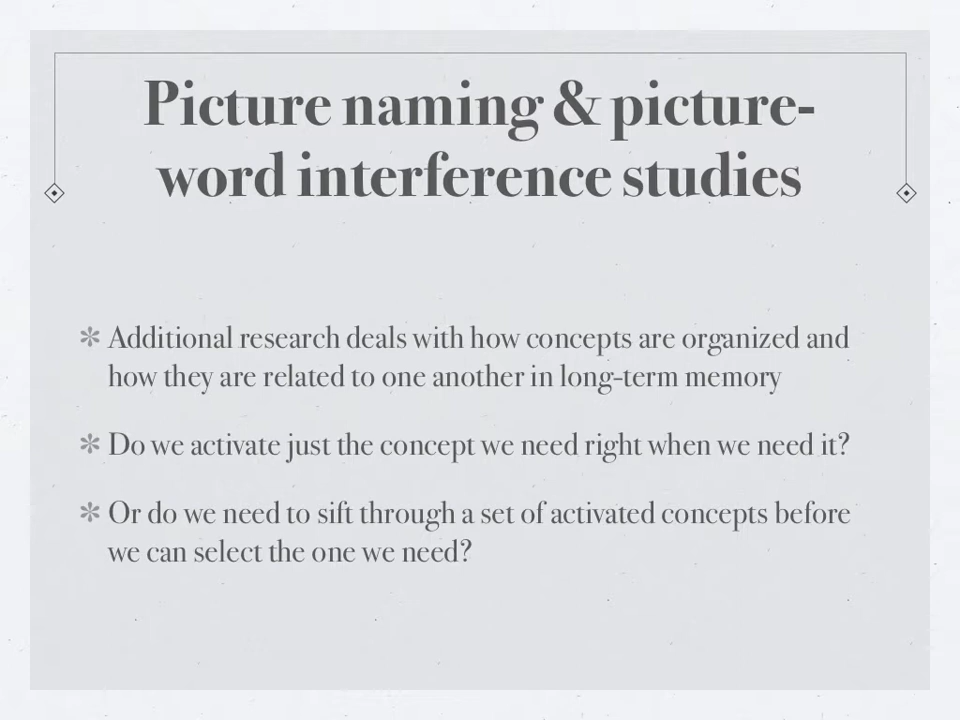 Picture naming & picture-
word interference studies
✻ Additional research deals with how concepts are organized and
how they are related to one another in long-term memory
✻ Do we activate just the concept we need right when we need it?
✻ Or do we need to sift through a set of activated concepts before
we can select the one we need?